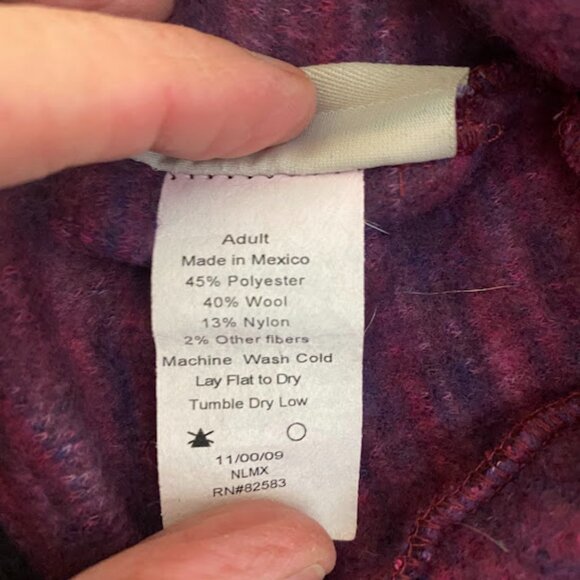 Adult
Made in Mexico
45% Polyester
40% Wool
13% Nylon
2% Other fibers
Machine Wash Cold
Lay Flat to Dry
Tumble Dry Low
11/00/09
NLMX
RN#82583